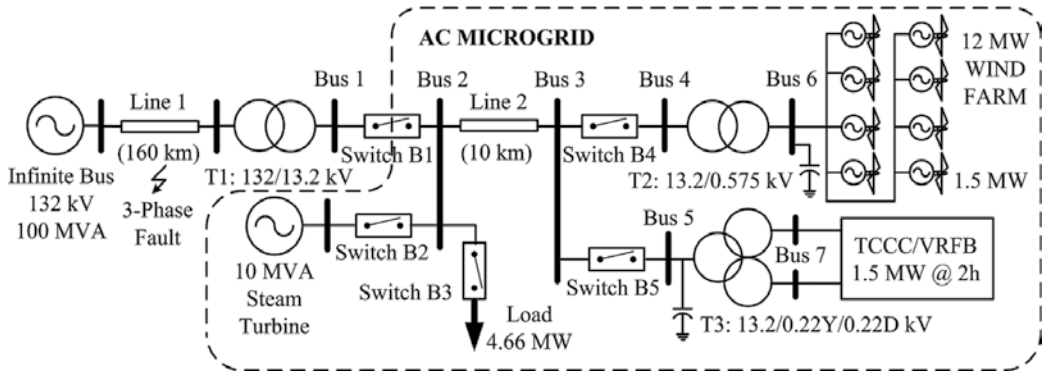 AC MICROGRID
Bus 1
Bus 2
Bus 3
Bus 4
Bus 6
12 MW
WIND
FARM
Line 1
(160 km)
Line 2
(10 km)
Switch B1
Switch B4
T1: 132/13.2 kV
T2: 13.2/0.575 kV
1.5 MW
Infinite Bus
132 kV
100 MVA
3-Phase
Fault
10 MVA
Steam
Turbine
Switch B2
Switch B3
Load
4.66 MW
Bus 5
Switch B5
Bus 7
TCCC/VRFB
1.5 MW @ 2h
T3: 13.2/0.22Y/0.22D kV